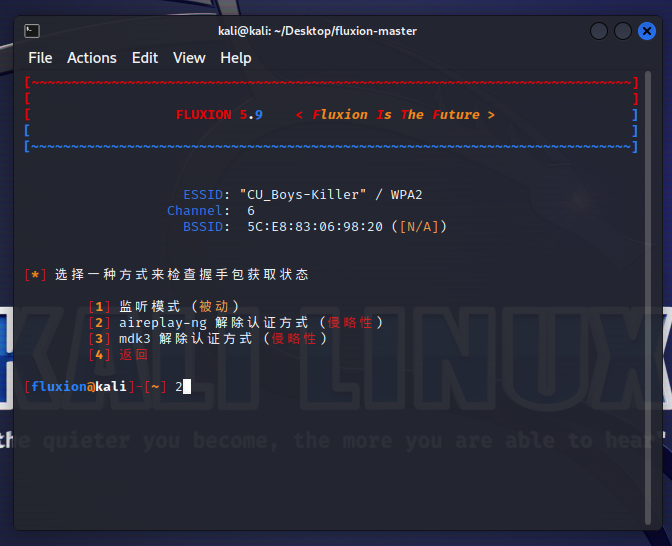 kali@kali: ~/Desktop/fluxion-master
File Actions Edit View Help
[~~~~~~~~~~~~~~~~~~~~~~~~~~~~~~~~~~~~~~~~~~~~~~~~~~~~~~~~~~~~~~~~~~~~~~~~~~~]
[ ]
[ FLUXION 5.9 < Fluxion Is The Future > ]
[ ]
[~~~~~~~~~~~~~~~~~~~~~~~~~~~~~~~~~~~~~~~~~~~~~~~~~~~~~~~~~~~~~~~~~~~~~~~~~~~]
ESSID: "CU_Boys-Killer" / WPA2
Channel: 6
BSSID: 5C:E8:83:06:98:20 ([N/A])
[*] 选择一种方式来检查握手包获取状态
[1] 监听模式 (被动)
[2] aireplay-ng 解除认证方式 (侵略性)
[3] mdk3 解除认证方式 (侵略性)
[4] 返回
[fluxion@kali]-[~] 2
KALI LINUX
the quieter you become, the more you are able to hear"